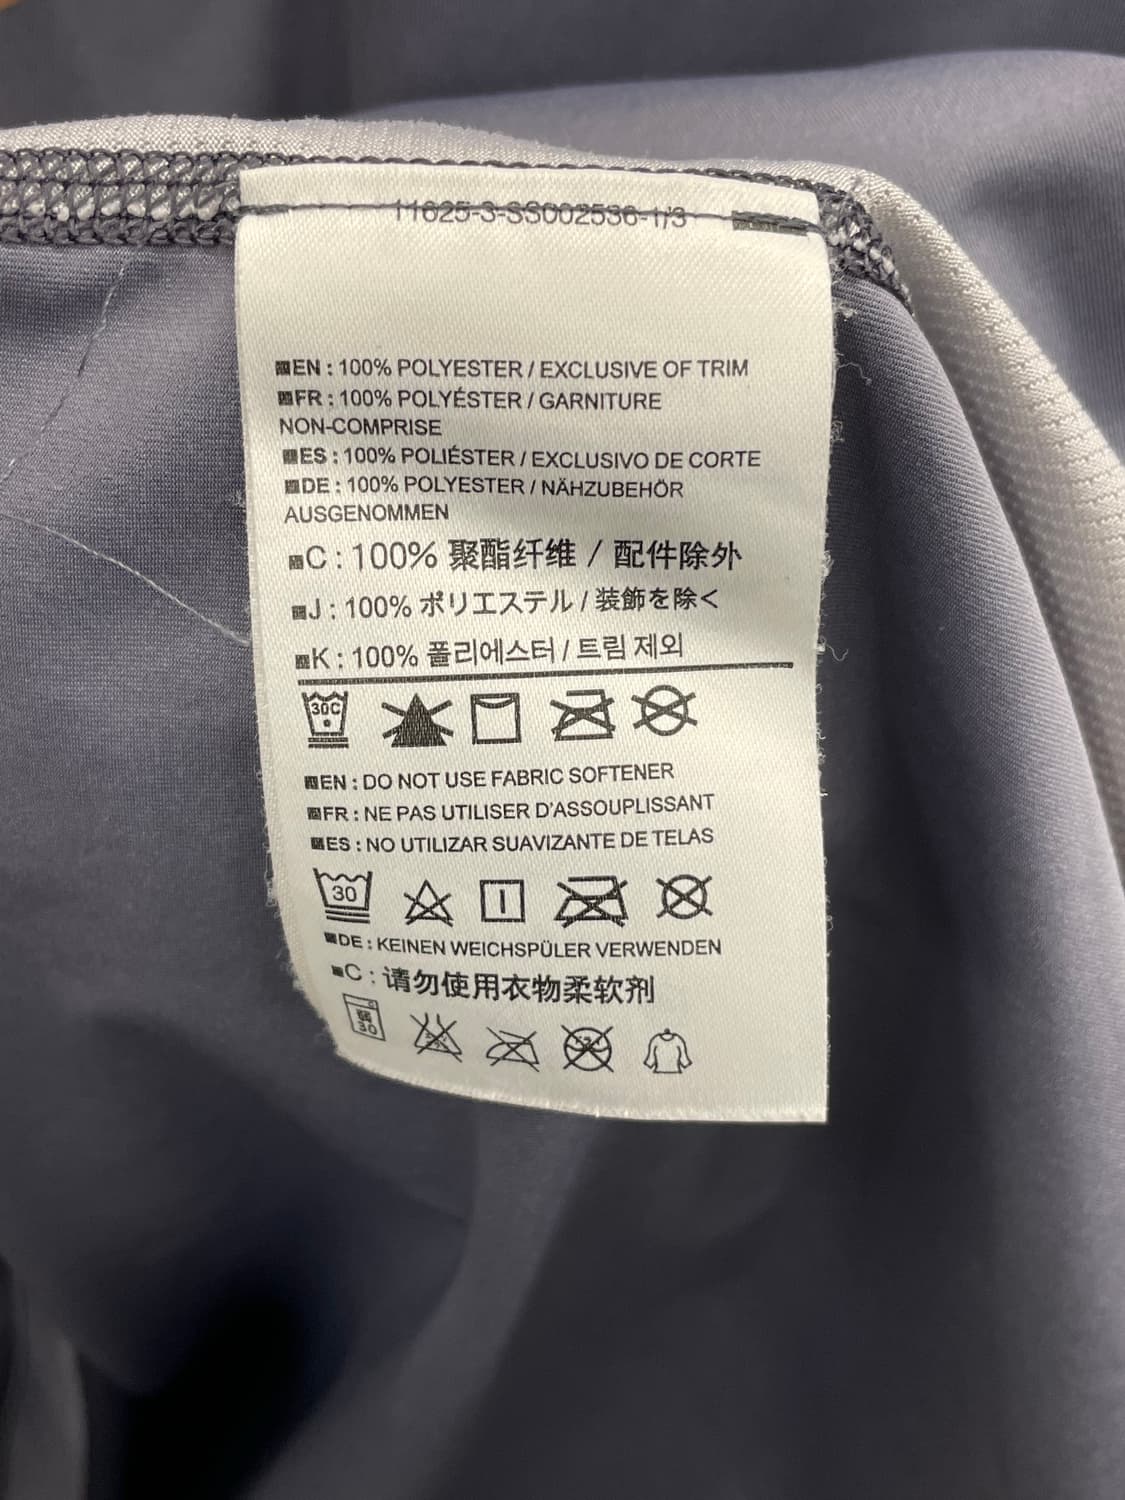 11625-S-SS002536-1/3
EN : 100% POLYESTER / EXCLUSIVE OF TRIM
FR : 100% POLYÉSTER / GARNITURE
NON-COMPRISE
ES : 100% POLIÉSTER / EXCLUSIVO DE CORTE
DE : 100% POLYESTER / NÄHZUBEHÖR
AUSGENOMMEN
C : 100% 聚酯纤维 / 配件除外
J : 100% ポリエステル / 装飾を除く
K : 100% 폴리에스터 / 트림 제외
30C
EN : DO NOT USE FABRIC SOFTENER
FR : NE PAS UTILISER D'ASSOUPLISSANT
ES : NO UTILIZAR SUAVIZANTE DE TELAS
30
DE : KEINEN WEICHSPÜLER VERWENDEN
C : 请勿使用衣物柔软剂
弱
30